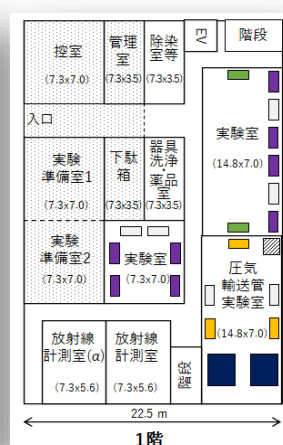 控室
(7.3x7.0)
管理
室
(7.3x3.5)
除染
室等
(7.3x3.5)
EV
階段
入口
実験
準備室1
(7.3x7.0)
下駄
箱
(7.3x3.5)
器具
洗浄・
薬品
室
(7.3x3.5)
実験室
(14.8x7.0)
実験
準備室2
(7.3x7.0)
実験室
(7.3x7.0)
圧気
輸送管
実験室
(14.8x7.0)
放射線
計測室(α)
(7.3x5.6)
放射線
計測室
(7.3x5.6)
階段
22.5 m
1階